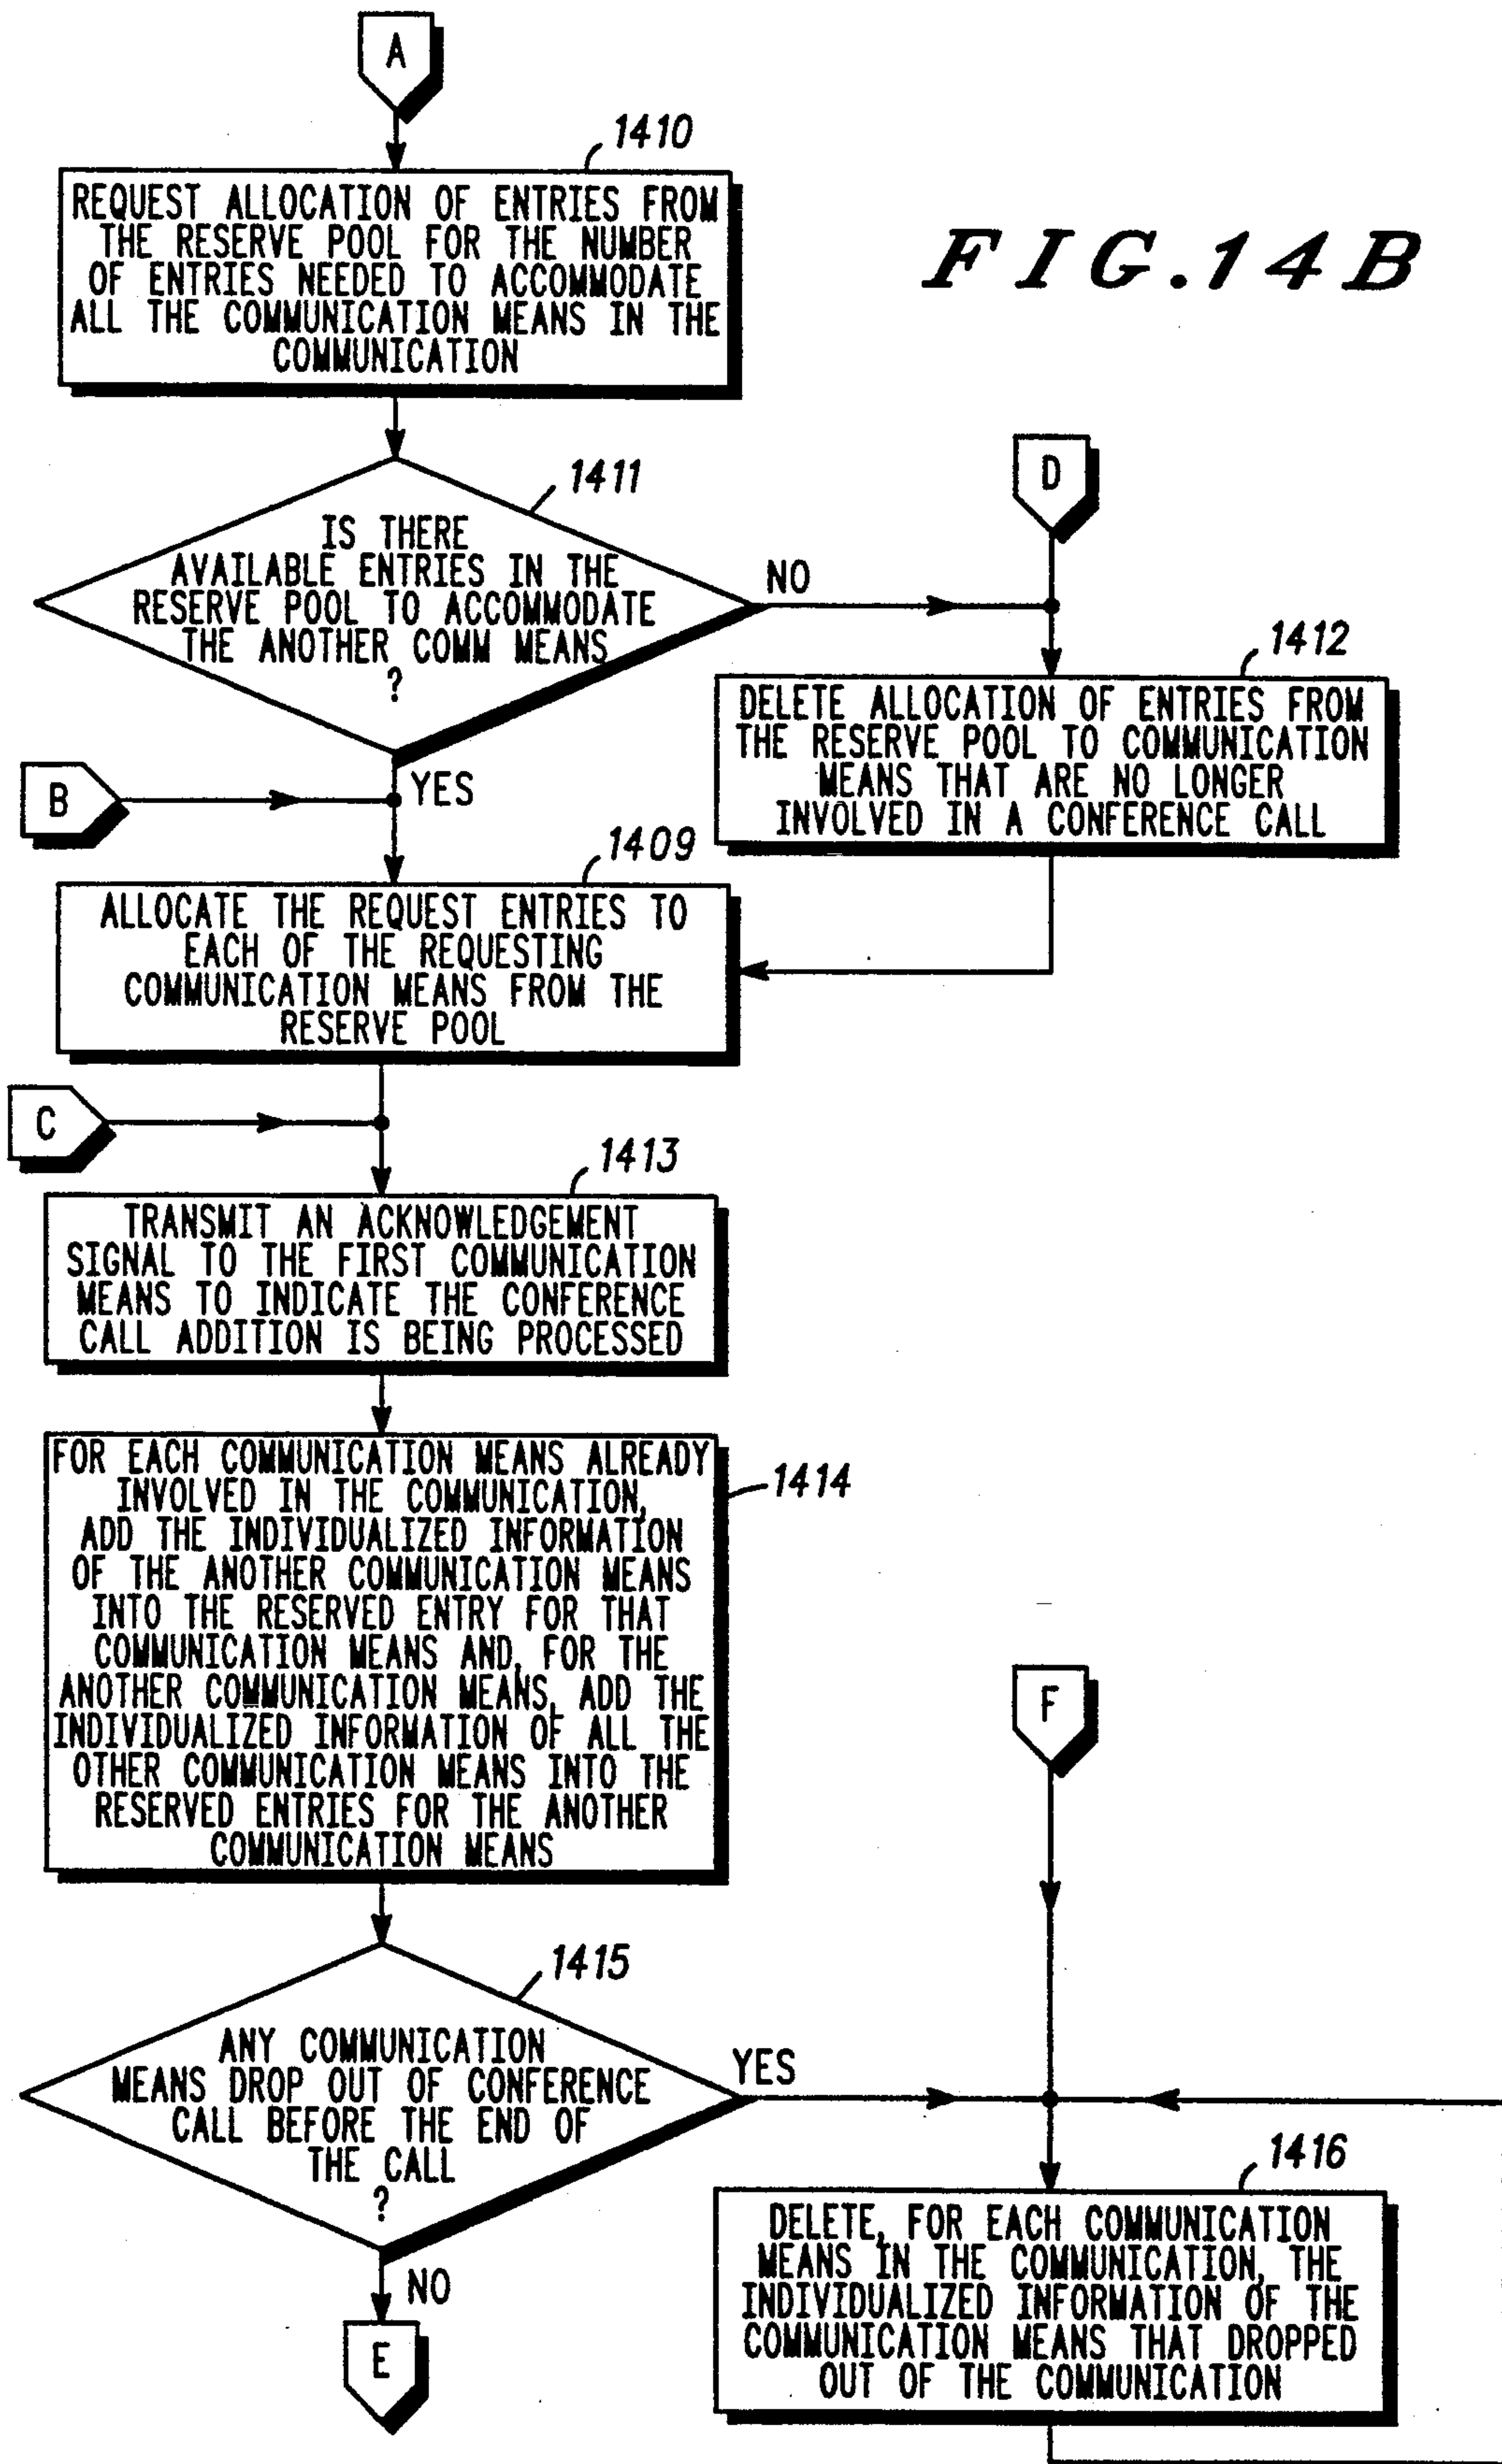 A
1410
REQUEST ALLOCATION OF ENTRIES FROM
THE RESERVE POOL FOR THE NUMBER
OF ENTRIES NEEDED TO ACCOMMODATE
ALL THE COMMUNICATION MEANS IN THE
COMMUNICATION
FIG.14B
1411
IS THERE
AVAILABLE ENTRIES IN THE
RESERVE POOL TO ACCOMMODATE
THE ANOTHER COMM MEANS
?
NO
D
1412
DELETE ALLOCATION OF ENTRIES FROM
THE RESERVE POOL TO COMMUNICATION
MEANS THAT ARE NO LONGER
INVOLVED IN A CONFERENCE CALL
B
YES
1409
ALLOCATE THE REQUEST ENTRIES TO
EACH OF THE REQUESTING
COMMUNICATION MEANS FROM THE
RESERVE POOL
C
1413
TRANSMIT AN ACKNOWLEDGEMENT
SIGNAL TO THE FIRST COMMUNICATION
MEANS TO INDICATE THE CONFERENCE
CALL ADDITION IS BEING PROCESSED
1414
FOR EACH COMMUNICATION MEANS ALREADY
INVOLVED IN THE COMMUNICATION,
ADD THE INDIVIDUALIZED INFORMATION
OF THE ANOTHER COMMUNICATION MEANS
INTO THE RESERVED ENTRY FOR THAT
COMMUNICATION MEANS AND, FOR THE
ANOTHER COMMUNICATION MEANS, ADD THE
INDIVIDUALIZED INFORMATION OF ALL THE
OTHER COMMUNICATION MEANS INTO THE
RESERVED ENTRIES FOR THE ANOTHER
COMMUNICATION MEANS
F
1415
ANY COMMUNICATION
MEANS DROP OUT OF CONFERENCE
CALL BEFORE THE END OF
THE CALL
?
YES
NO
E
1416
DELETE, FOR EACH COMMUNICATION
MEANS IN THE COMMUNICATION, THE
INDIVIDUALIZED INFORMATION OF THE
COMMUNICATION MEANS THAT DROPPED
OUT OF THE COMMUNICATION